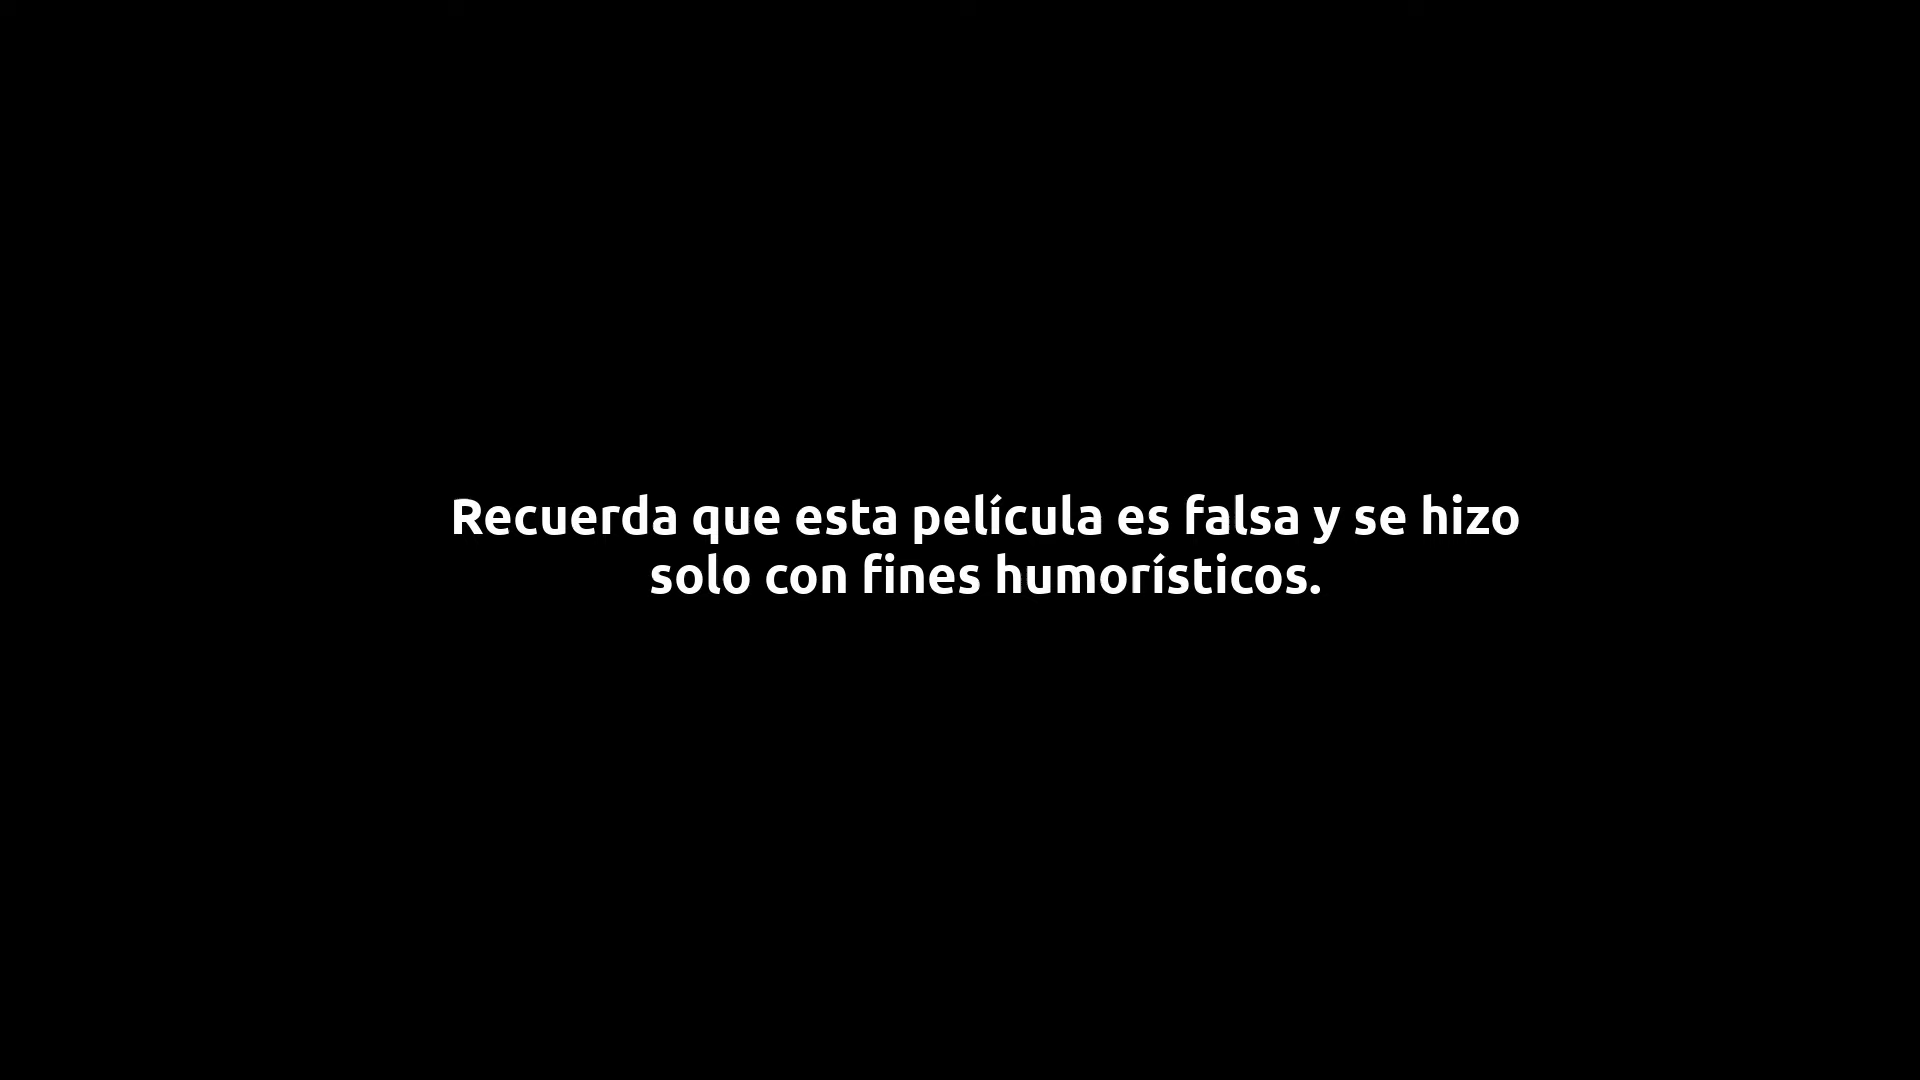 Recuerda que esta película es falsa y se hizo
solo con fines humorísticos.